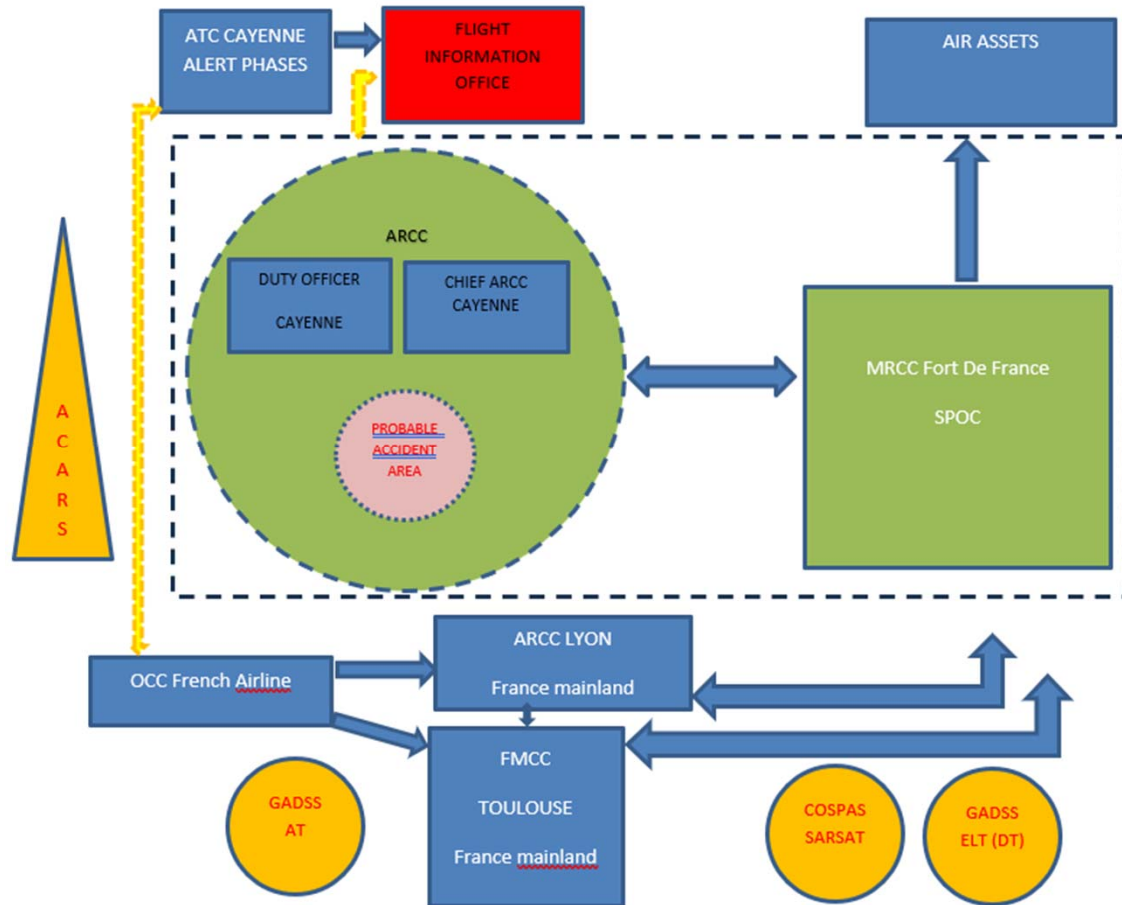 ATC CAYENNE
ALERT PHASES
FLIGHT
INFORMATION
OFFICE
AIR ASSETS
ARCC
DUTY OFFICER
CAYENNE
CHIEF ARCC
CAYENNE
MRCC Fort De France
SPOC
PROBABLE
ACCIDENT
AREA
A
C
A
R
S
OCC French Airline
ARCC LYON
France mainland
FMCC
TOULOUSE
France mainland
GADSS
AT
COSPAS
SARSAT
GADSS
ELT (DT)